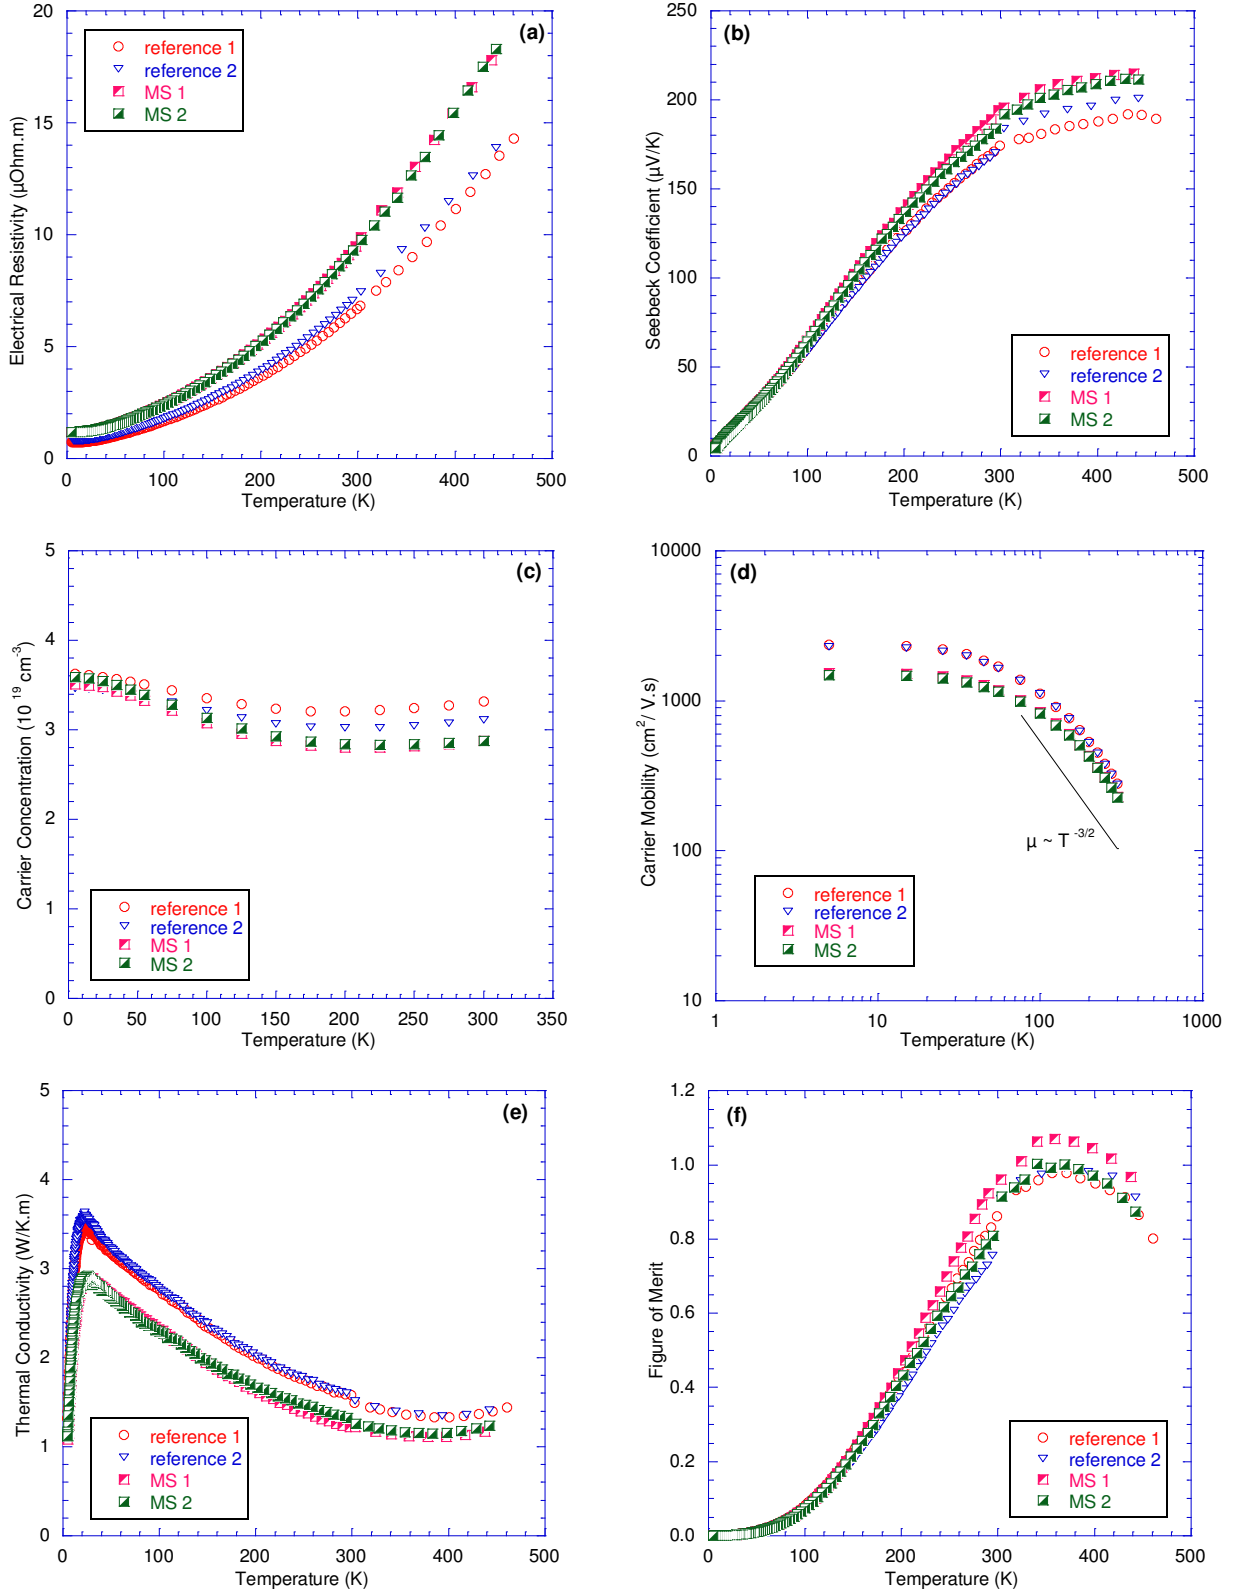 (a)
reference 1
reference 2
MS 1
MS 2
Electrical Resistivity (µOhm.m)
20
15
10
5
0
0 100 200 300 400 500
Temperature (K)
(b)
Seebeck Coefficient (µV/K)
250
200
150
100
50
0
reference 1
reference 2
MS 1
MS 2
0 100 200 300 400 500
Temperature (K)
(c)
Carrier Concentration (10 19 cm-3)
5
4
3
2
1
0
reference 1
reference 2
MS 1
MS 2
0 50 100 150 200 250 300 350
Temperature (K)
(d)
Carrier Mobility (cm2/ V.s)
10000
1000
100
10
µ ~ T -3/2
reference 1
reference 2
MS 1
MS 2
1 10 100 1000
Temperature (K)
(e)
Thermal Conductivity (W/K.m)
5
4
3
2
1
0
reference 1
reference 2
MS 1
MS 2
0 100 200 300 400 500
Temperature (K)
(f)
Figure of Merit
1.2
1.0
0.8
0.6
0.4
0.2
0.0
reference 1
reference 2
MS 1
MS 2
0 100 200 300 400 500
Temperature (K)